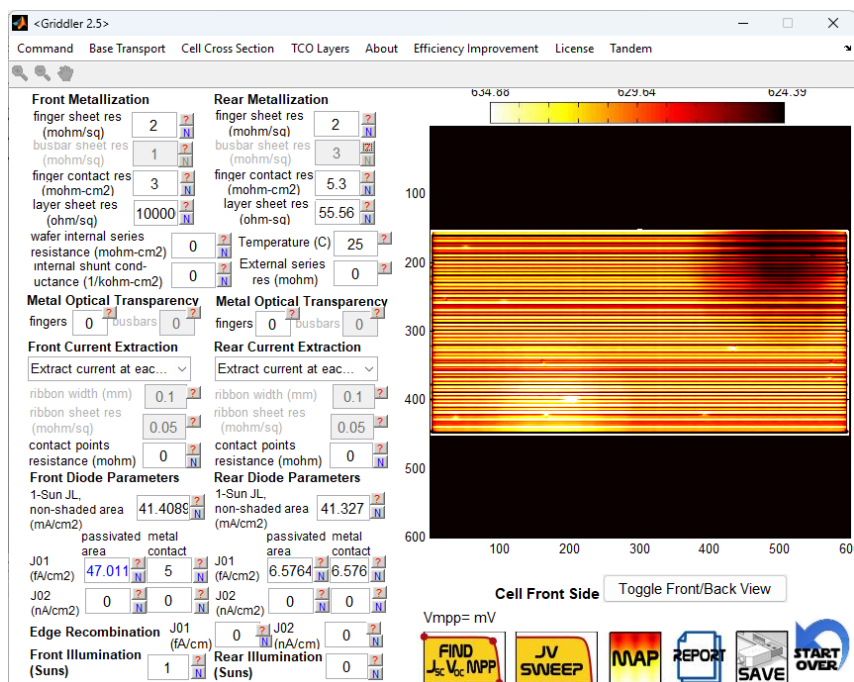 <Griddler 2.5>
Command Base Transport Cell Cross Section TCO Layers About Efficiency Improvement License Tandem
634.88 629.64 624.39
Front Metallization Rear Metallization
finger sheet res (mohm/sq) 2 ? N finger sheet res (mohm/sq) 2 ? N
busbar sheet res (mohm/sq) 1 ? N busbar sheet res (mohm/sq) 3 ? N
finger contact res (mohm-cm2) 3 ? N finger contact res (mohm-cm2) 5.3 ? N
layer sheet res (ohm/sq) 10000 ? N layer sheet res (ohm-sq) 55.56 ? N
wafer internal series resistance (mohm-cm2) 0 ? N Temperature (C) 25 ?
internal shunt cond- uctance (1/kohm-cm2) 0 ? N External series res (mohm) 0 ?
Metal Optical Transparency Metal Optical Transparency
fingers 0 ? busbars 0 ? fingers 0 ? busbars 0 ?
Front Current Extraction Rear Current Extraction
Extract current at eac... Extract current at eac...
ribbon width (mm) 0.1 ? ribbon width (mm) 0.1 ?
ribbon sheet res (mohm/sq) 0.05 ? N ribbon sheet res (mohm/sq) 0.05 ? N
contact points resistance (mohm) 0 ? N contact points resistance (mohm) 0 ? N
Front Diode Parameters Rear Diode Parameters
1-Sun JL, non-shaded area (mA/cm2) 41.4089 ? N 1-Sun JL, non-shaded area (mA/cm2) 41.327 ? N
passivated area metal contact passivated area metal contact
J01 (fA/cm2) 47.011 ? N 5 ? N J01 (fA/cm2) 6.5764 ? N 6.576 ? N
J02 (nA/cm2) 0 ? N 0 ? N J02 (nA/cm2) 0 ? N 0 ? N
Edge Recombination J01 (fA/cm) 0 ? N J02 (nA/cm) 0 ? N
Front Illumination (Suns) 1 ? N Rear Illumination (Suns) 0 ? N
100
200
300
400
500
600
100 200 300 400 500 60
Cell Front Side Toggle Front/Back View
Vmpp= mV
FIND Jsc Voc MPP
JV SWEEP
MAP
REPORT
SAVE
START OVER